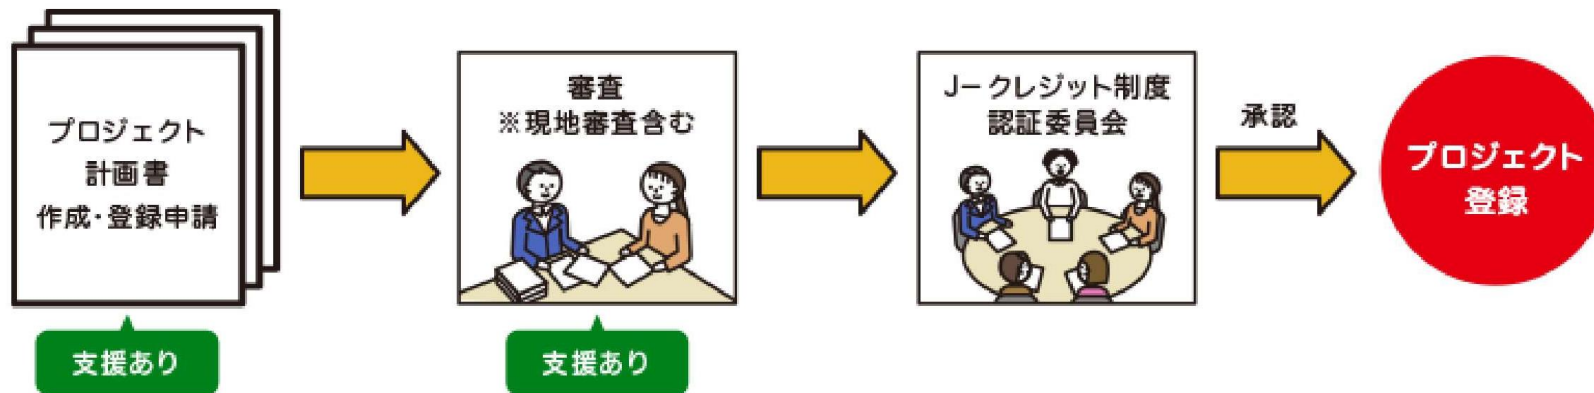 プロジェクト
計画書
作成・登録申請
支援あり
審査
※現地審査含む
支援あり
J－クレジット制度
認証委員会
承認
プロジェクト
登録